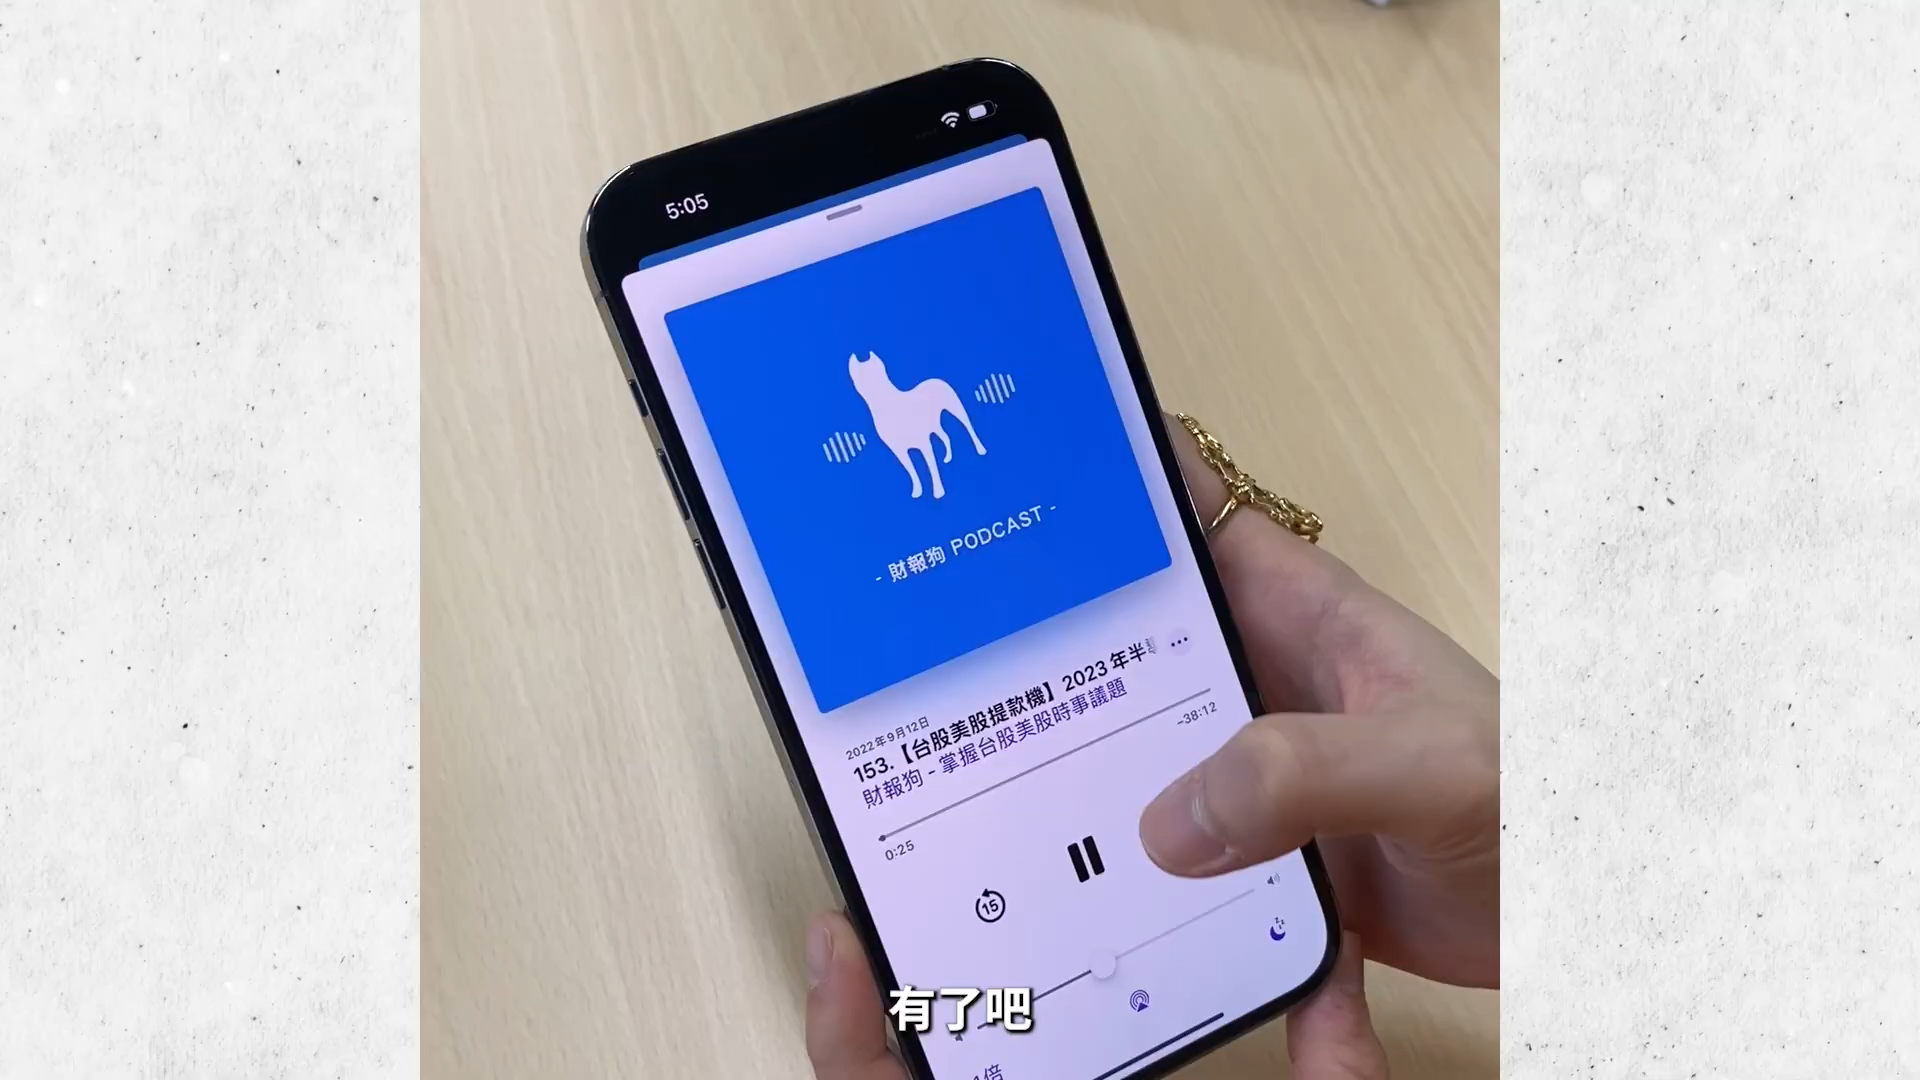 5:05
- 財報狗 PODCAST -
2022年9月12日
153.【台股美股提款機】2023 年半
財報狗 - 掌握台股美股時事議題
0:25
-38:12
15
有了吧
1倍